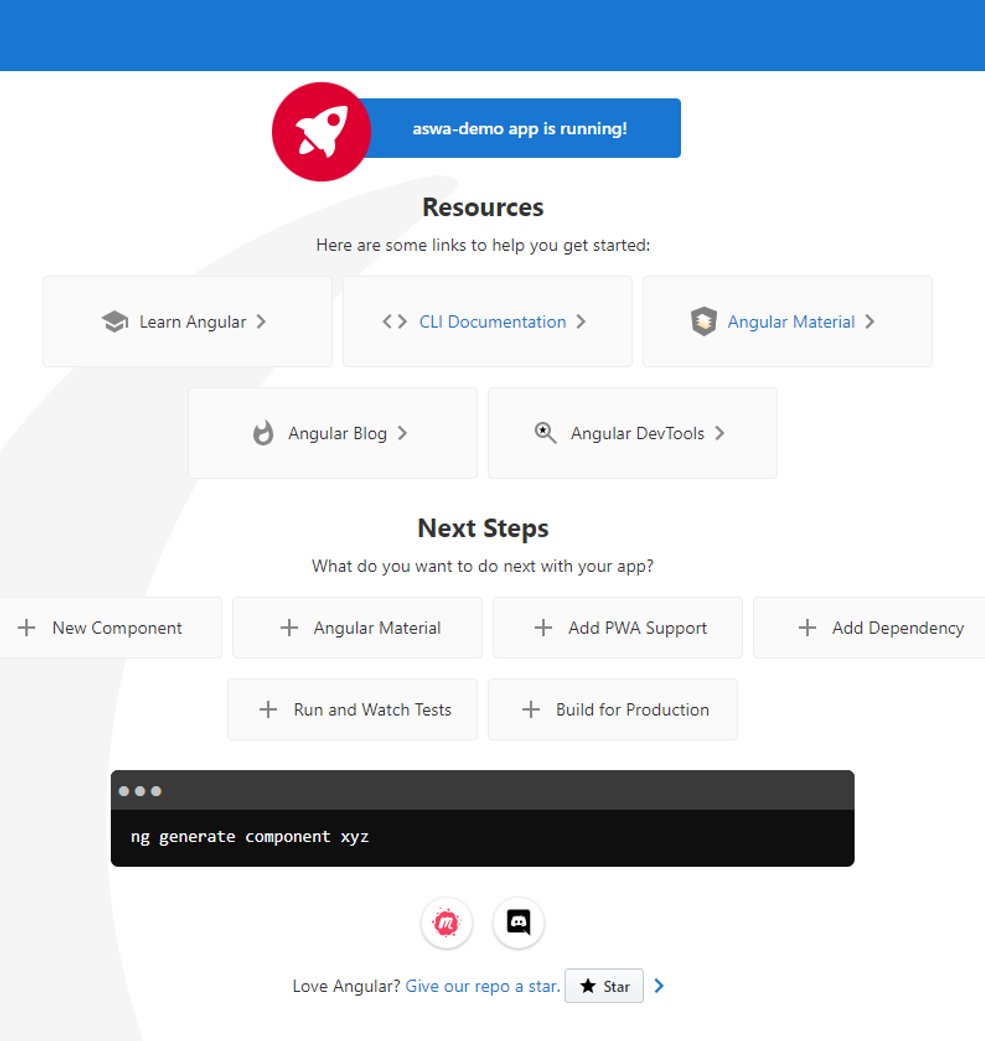 aswa-demo app is running!
Resources
Here are some links to help you get started:
Learn Angular
CLI Documentation
Angular Material
Angular Blog
Angular DevTools
Next Steps
What do you want to do next with your app?
New Component
Angular Material
Add PWA Support
Add Dependency
Run and Watch Tests
Build for Production
ng generate component xyz
Love Angular? Give our repo a star. Star